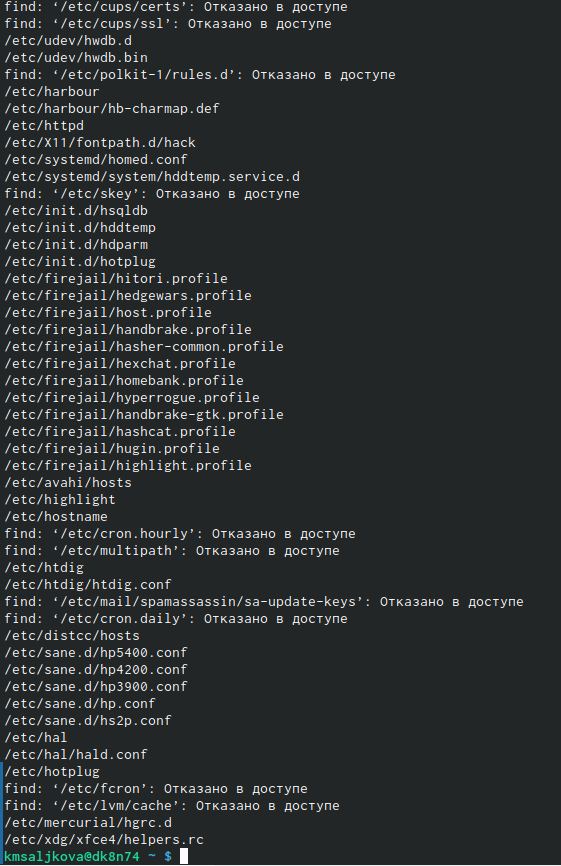 find: ‘/etc/cups/certs’: Отказано в доступе
find: ‘/etc/cups/ssl’: Отказано в доступе
/etc/udev/hwdb.d
/etc/udev/hwdb.bin
find: ‘/etc/polkit-1/rules.d’: Отказано в доступе
/etc/harbour
/etc/harbour/hb-charmap.def
/etc/httpd
/etc/X11/fontpath.d/hack
/etc/systemd/homed.conf
/etc/systemd/system/hddtemp.service.d
find: ‘/etc/skey’: Отказано в доступе
/etc/init.d/hsqldb
/etc/init.d/hddtemp
/etc/init.d/hdparm
/etc/init.d/hotplug
/etc/firejail/hitori.profile
/etc/firejail/hedgewars.profile
/etc/firejail/host.profile
/etc/firejail/handbrake.profile
/etc/firejail/hasher-common.profile
/etc/firejail/hexchat.profile
/etc/firejail/homebank.profile
/etc/firejail/hyperrogue.profile
/etc/firejail/handbrake-gtk.profile
/etc/firejail/hashcat.profile
/etc/firejail/hugin.profile
/etc/firejail/highlight.profile
/etc/avahi/hosts
/etc/highlight
/etc/hostname
find: ‘/etc/cron.hourly’: Отказано в доступе
find: ‘/etc/multipath’: Отказано в доступе
/etc/htdig
/etc/htdig/htdig.conf
find: ‘/etc/mail/spamassassin/sa-update-keys’: Отказано в доступе
find: ‘/etc/cron.daily’: Отказано в доступе
/etc/distcc/hosts
/etc/sane.d/hp5400.conf
/etc/sane.d/hp4200.conf
/etc/sane.d/hp3900.conf
/etc/sane.d/hp.conf
/etc/sane.d/hs2p.conf
/etc/hal
/etc/hal/hald.conf
/etc/hotplug
find: ‘/etc/fcron’: Отказано в доступе
find: ‘/etc/lvm/cache’: Отказано в доступе
/etc/mercurial/hgrc.d
/etc/xdg/xfce4/helpers.rc
kmsaljkova@dk8n74 ~ $